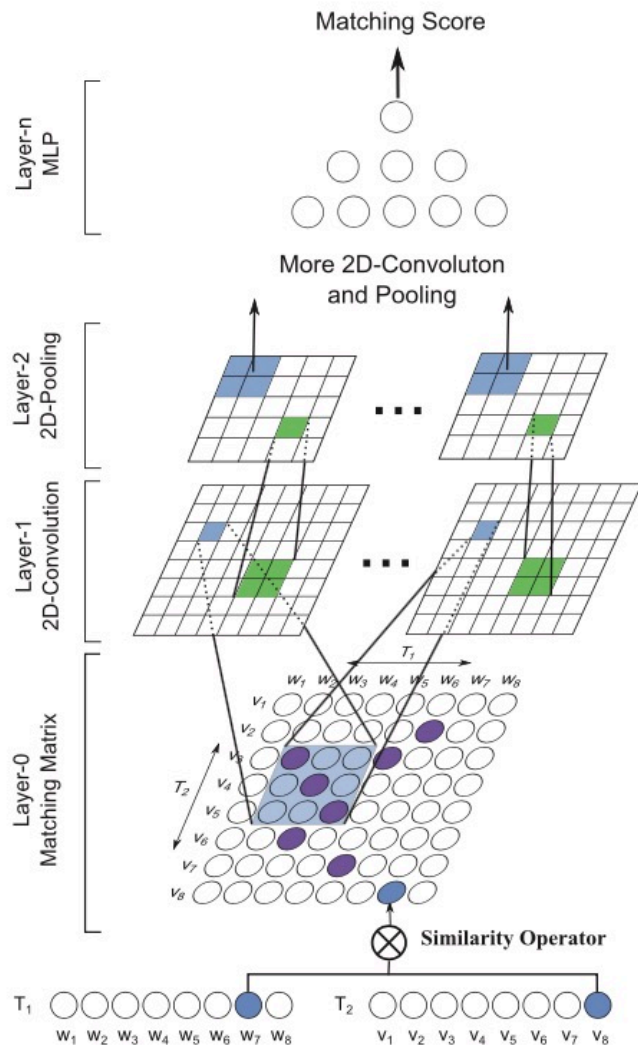 Matching Score
Layer-n
MLP
More 2D-Convoluton
and Pooling
Layer-2
2D-Pooling
...
...
Layer-1
2D-Convolution
...
Layer-0
Matching Matrix
T1
w1 w2 w3 w4 w5 w6 w7 w8
T2
v1
v2
v3
v4
v5
v6
v7
v8
Similarity Operator
T1
T2
w1 w2 w3 w4 w5 w6 w7 w8
v1 v2 v3 v4 v5 v6 v7 v8